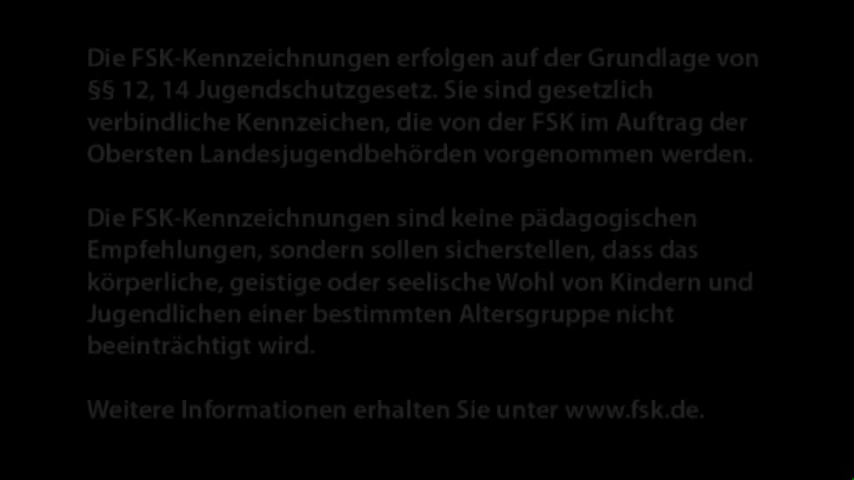 Die FSK-Kennzeichnungen erfolgen auf der Grundlage von
§§ 12, 14 Jugendschutzgesetz. Sie sind gesetzlich
verbindliche Kennzeichen, die von der FSK im Auftrag der
Obersten Landesjugendbehörden vorgenommen werden.
Die FSK-Kennzeichnungen sind keine pädagogischen
Empfehlungen, sondern sollen sicherstellen, dass das
körperliche, geistige oder seelische Wohl von Kindern und
Jugendlichen einer bestimmten Altersgruppe nicht
beeinträchtigt wird.
Weitere Informationen erhalten Sie unter www.fsk.de.